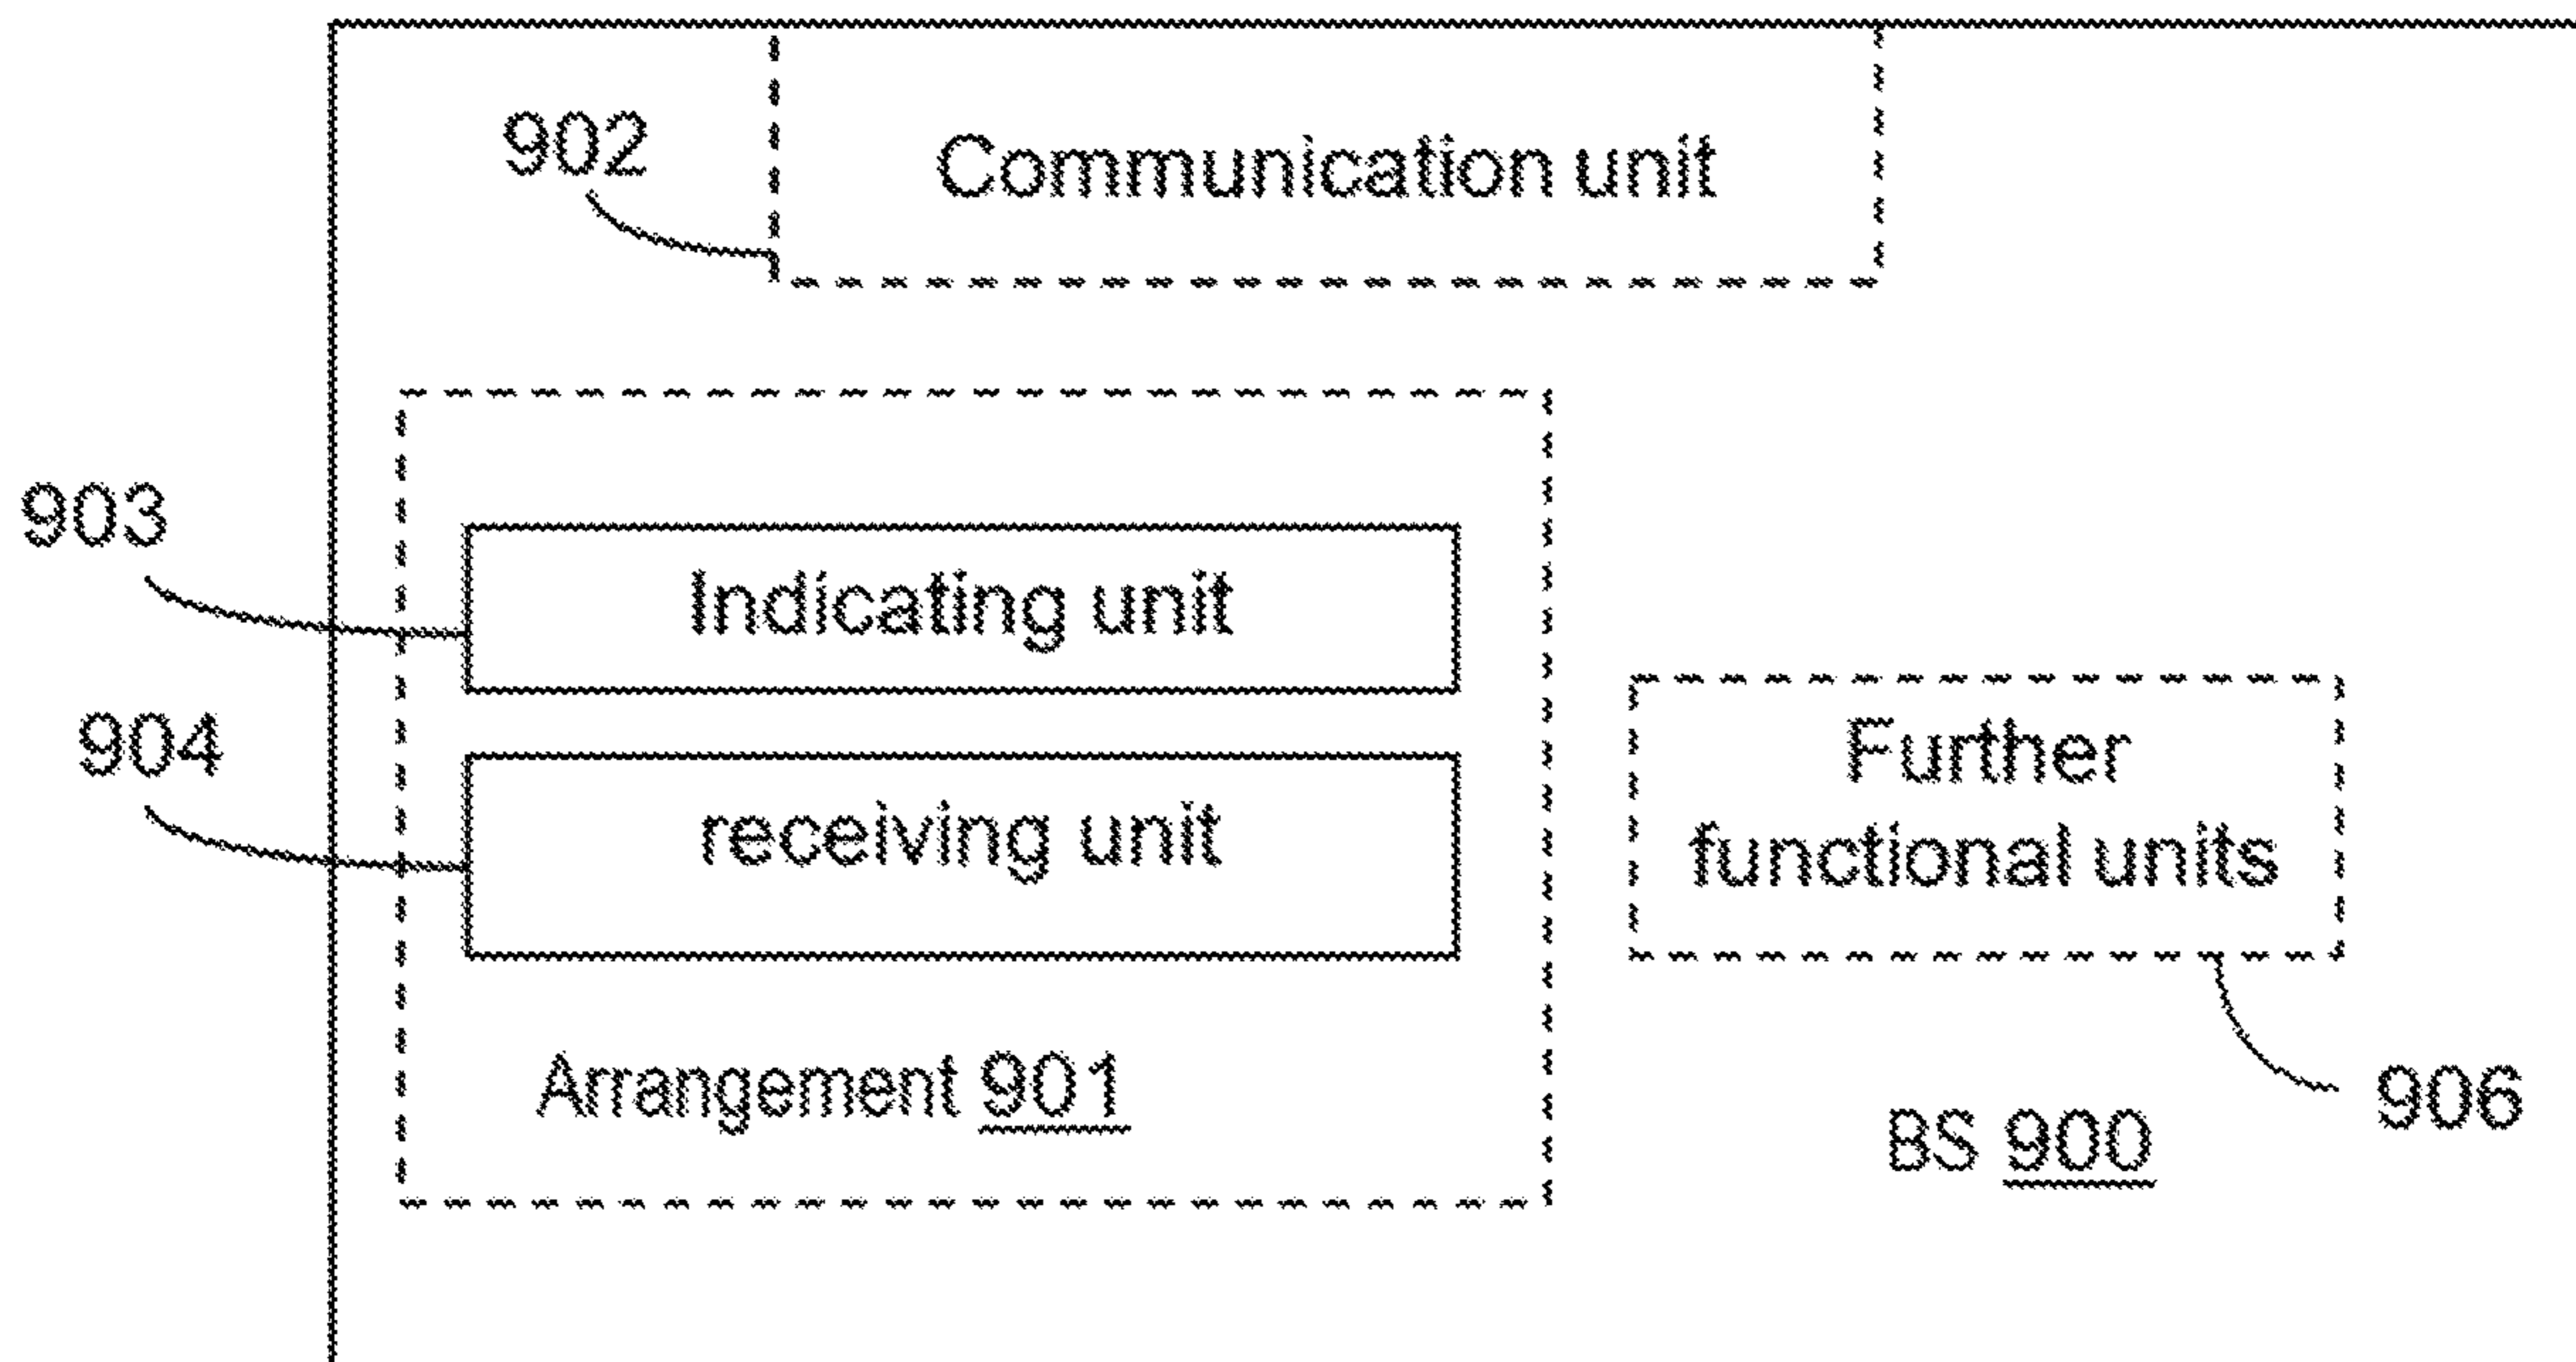 902
Communication unit
903
Indicating unit
904
receiving unit
Further
functional units
Arrangement 901
906
BS 900